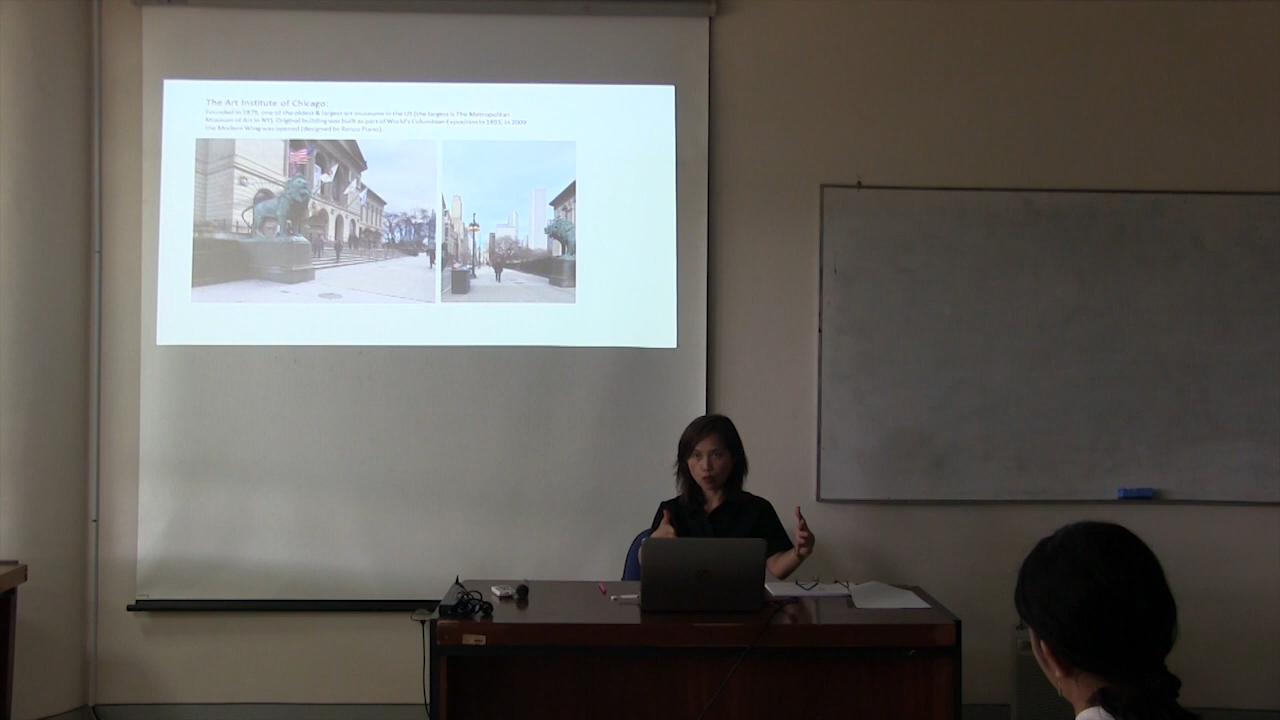 The Art Institute of Chicago:
Founded in 1879, one of the oldest & largest art museums in the US (the largest is The Metropolitan
Museum of Art in NY). Original building was built as part of World's Columbian Exposition in 1893. In 2009
the Modern Wing was opened (designed by Renzo Piano).